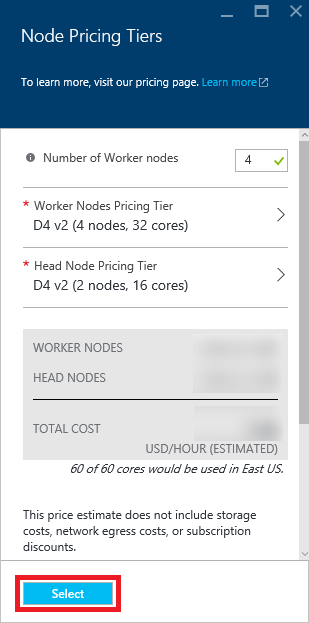 Node Pricing Tiers
To learn more, visit our pricing page. Learn more
Number of Worker nodes
4
* Worker Nodes Pricing Tier
D4 v2 (4 nodes, 32 cores)
* Head Node Pricing Tier
D4 v2 (2 nodes, 16 cores)
WORKER NODES
HEAD NODES
TOTAL COST
USD/HOUR (ESTIMATED)
60 of 60 cores would be used in East US.
This price estimate does not include storage
costs, network egress costs, or subscription
discounts.
Select